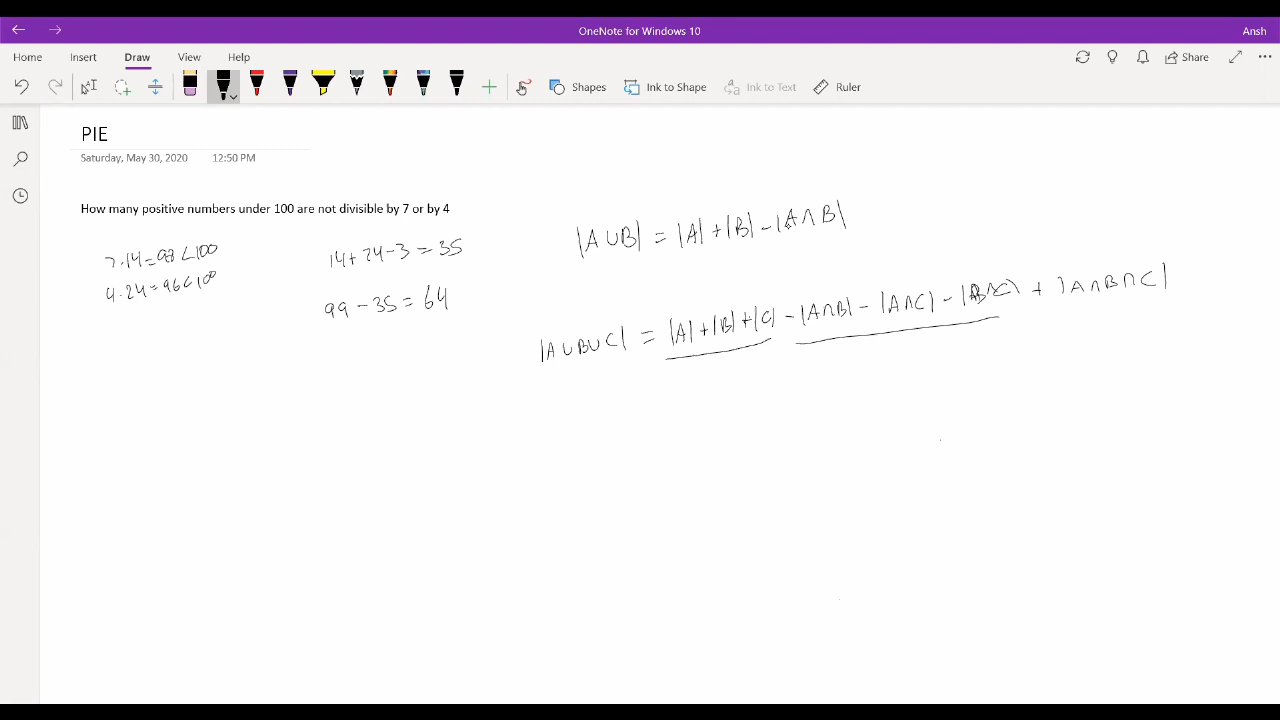 OneNote for Windows 10
Ansh
Home Insert Draw View Help
Share
Shapes Ink to Shape Ink to Text Ruler
PIE
Saturday, May 30, 2020 12:50 PM
How many positive numbers under 100 are not divisible by 7 or by 4
7·14=98<100
4·24=96<100
14+24-3=35
99-35=64
|A∪B| = |A|+|B|-|A∩B|
|A∪B∪C| = |A|+|B|+|C|-|A∩B|-|A∩C|-|B∩C|+|A∩B∩C|